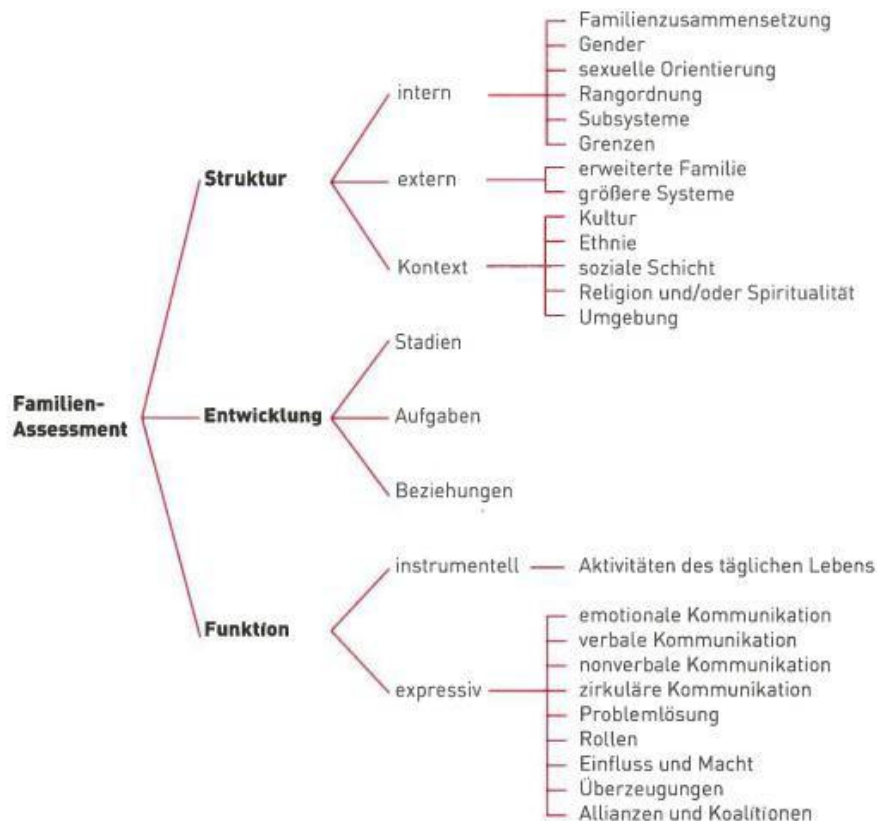 Familien-
Assessment
Struktur
intern
Familienzusammensetzung
Gender
sexuelle Orientierung
Rangordnung
Subsysteme
Grenzen
extern
erweiterte Familie
größere Systeme
Kontext
Kultur
Ethnie
soziale Schicht
Religion und/oder Spiritualität
Umgebung
Entwicklung
Stadien
Aufgaben
Beziehungen
Funktion
instrumentell
Aktivitäten des täglichen Lebens
expressiv
emotionale Kommunikation
verbale Kommunikation
nonverbale Kommunikation
zirkuläre Kommunikation
Problemlösung
Rollen
Einfluss und Macht
Überzeugungen
Allianzen und Koalitionen